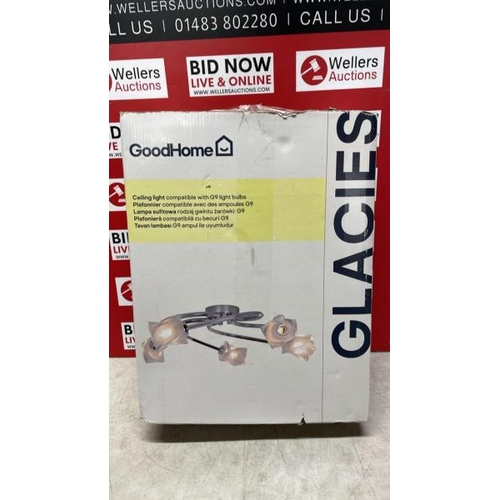 WWW.WELLERSAUCTIONS.COM
LL US | 01483 802280 | CALL US |
Wellers
Auctions
BID NOW
LIVE & ONLINE
WWW.WELLERSAUCTIONS.COM
Wellers
Auctions
GoodHome
Ceiling light compatible with G9 light bulbs
Plafonnier compatible avec des ampoules G9
Lampa sufitowa rodzaj gwintu żarówki: G9
Plafonieră compatibilă cu becuri G9
Tavan lambası G9 ampul ile uyumludur
GLACIES